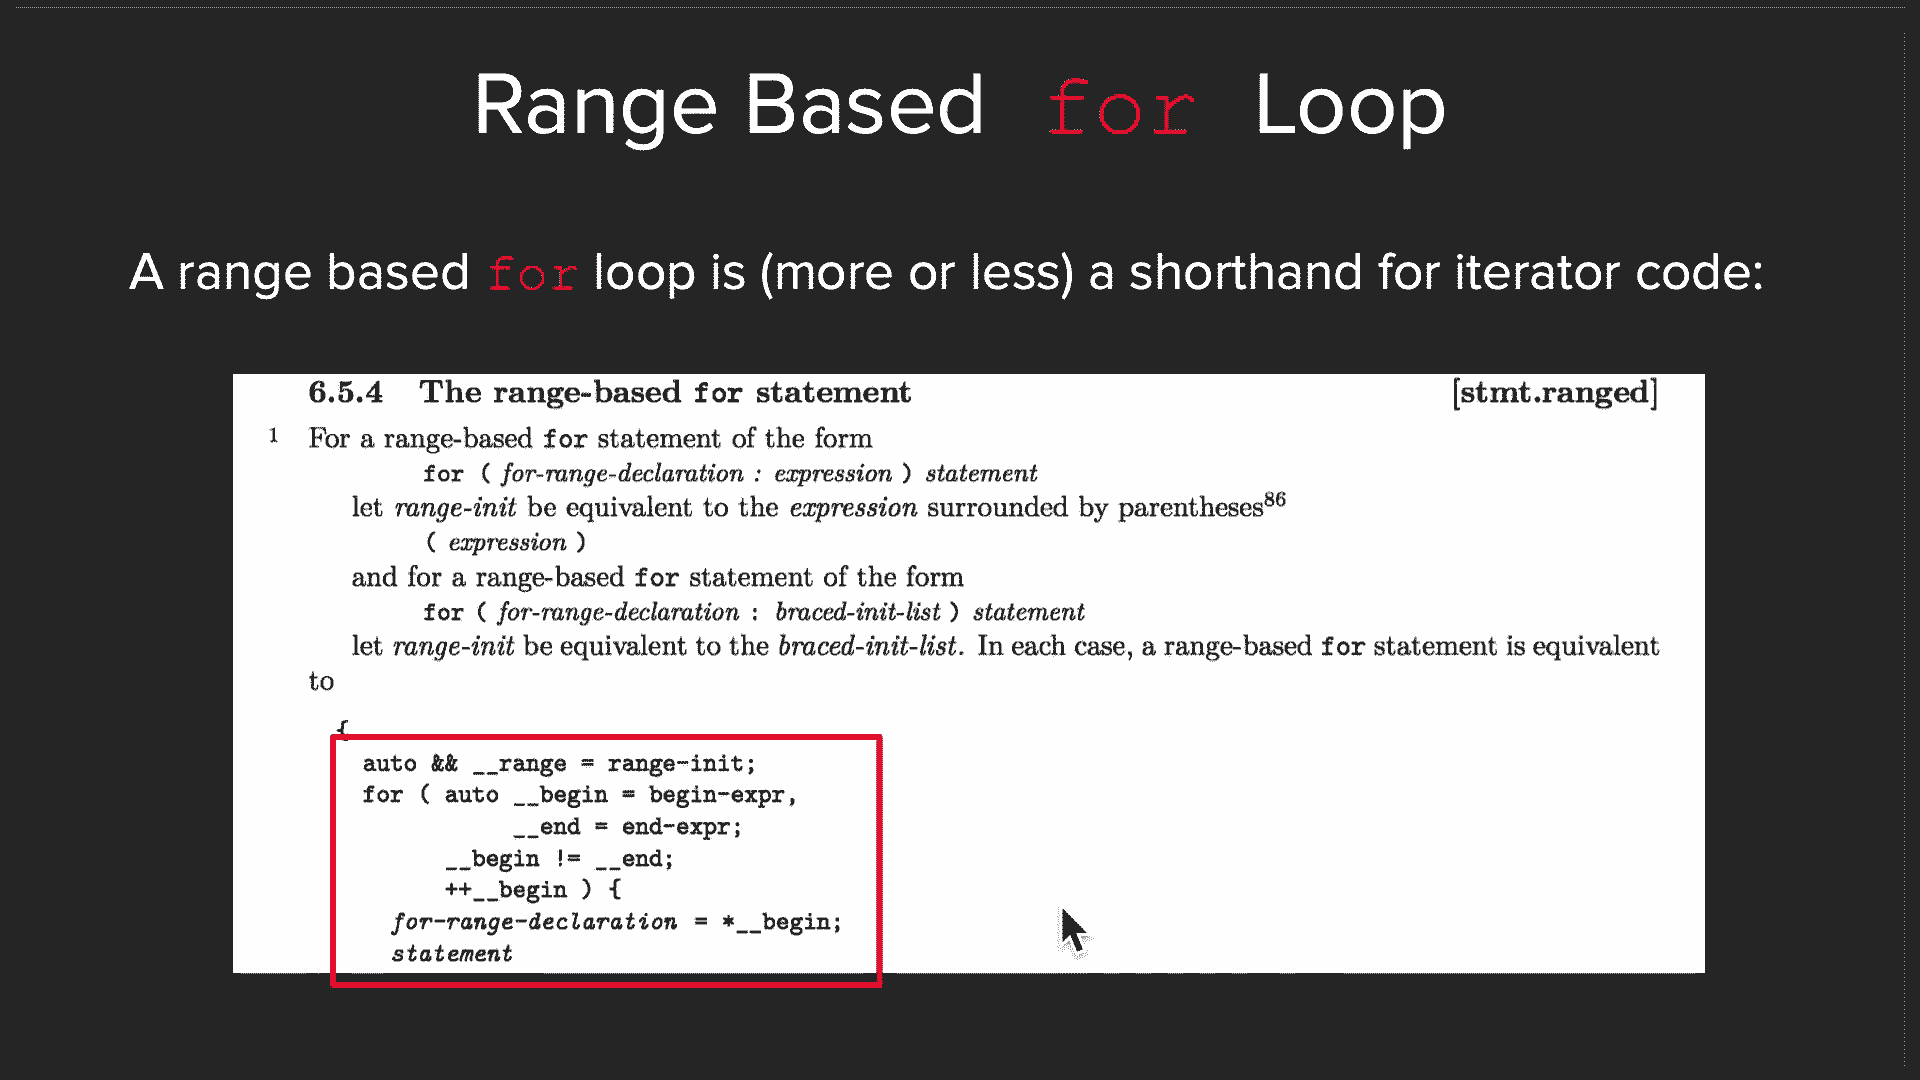 Range Based for Loop
A range based for loop is (more or less) a shorthand for iterator code:
6.5.4 The range-based for statement [stmt.ranged]
1 For a range-based for statement of the form
for ( for-range-declaration : expression ) statement
let range-init be equivalent to the expression surrounded by parentheses86
( expression )
and for a range-based for statement of the form
for ( for-range-declaration : braced-init-list ) statement
let range-init be equivalent to the braced-init-list. In each case, a range-based for statement is equivalent
to
{
auto && __range = range-init;
for ( auto __begin = begin-expr,
__end = end-expr;
__begin != __end;
++__begin ) {
for-range-declaration = *__begin;
statement